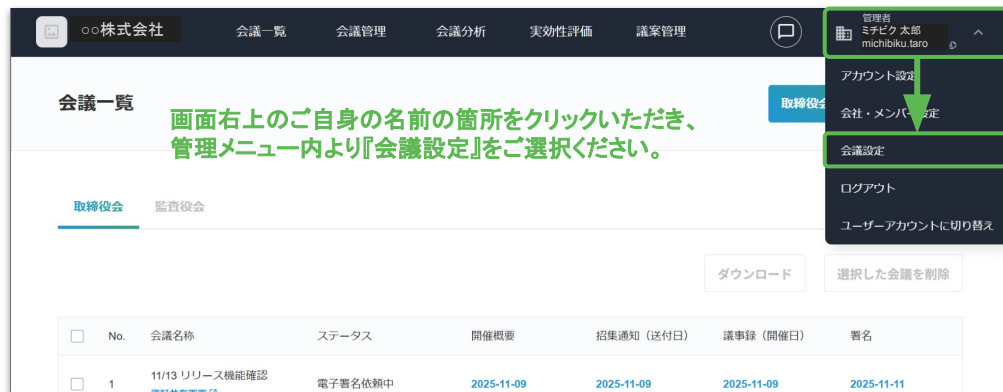 ○○株式会社
会議一覧
会議管理
会議分析
実効性評価
議案管理
管理者
ミチビク 太郎
michibiku.taro
アカウント設定
会社・メンバー設定
会議設定
ログアウト
ユーザーアカウントに切り替え
会議一覧
取締役会
画面右上のご自身の名前の箇所をクリックいただき、
管理メニュー内より『会議設定』をご選択ください。
取締役会 監査役会
ダウンロード 選択した会議を削除
No. 会議名称 ステータス 開催概要 招集通知（送付日） 議事録（開催日） 署名
1 11/13 リリース機能確認 電子署名依頼中 2025-11-09 2025-11-09 2025-11-09 2025-11-11